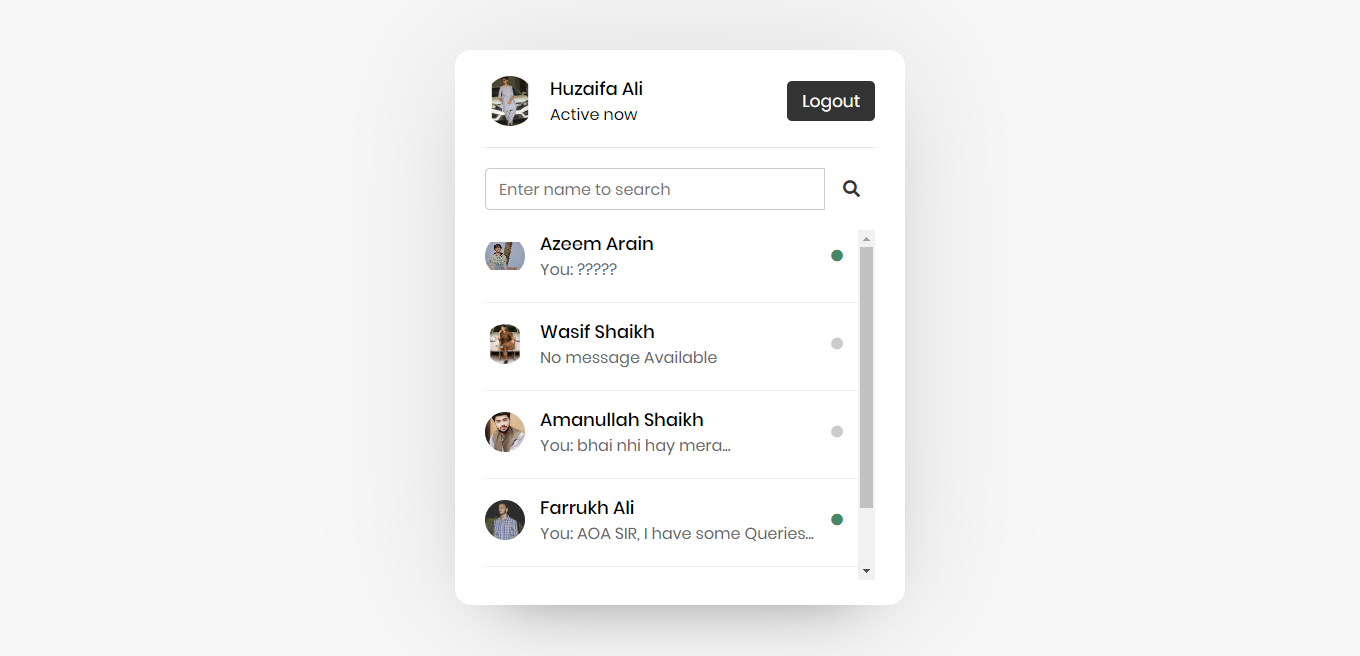 Huzaifa Ali
Active now
Logout
Enter name to search
Azeem Arain
You: ?????
Wasif Shaikh
No message Available
Amanullah Shaikh
You: bhai nhi hay mera...
Farrukh Ali
You: AOA SIR, I have some Queries...